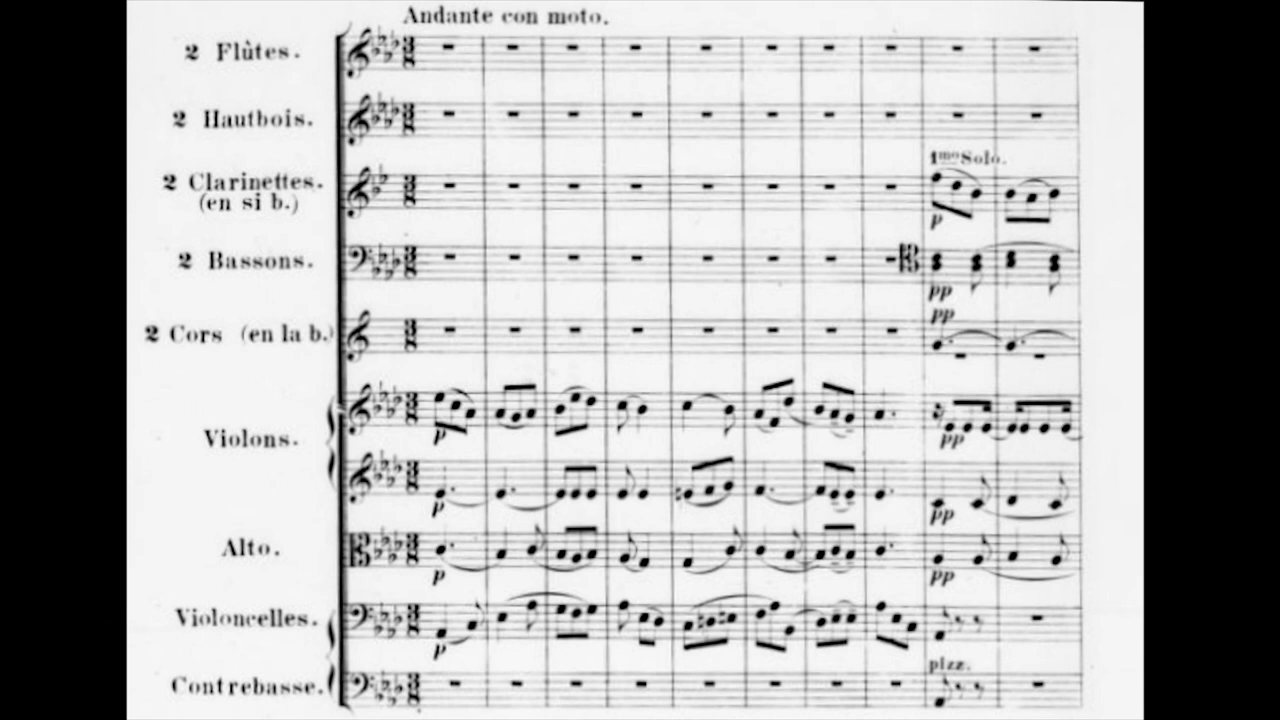 Andante con moto.
2 Flûtes.
2 Hautbois.
1mo Solo.
2 Clarinettes.
(en si b.)
p
2 Bassons.
pp
pp
2 Cors (en la b.)
Violons.
p
pp
p
pp
Alto.
p
pp
Violoncelles.
p
pizz.
Contrebasse.